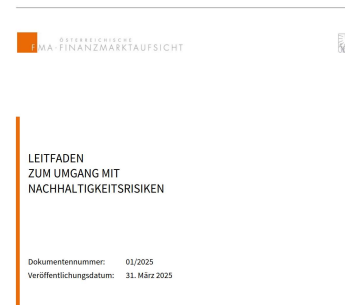 ÖSTERREICHISCHE
FMA-FINANZMARKTAUFSICHT
LEITFADEN
ZUM UMGANG MIT
NACHHALTIGKEITSRISIKEN
Dokumentennummer: 01/2025
Veröffentlichungsdatum: 31. März 2025